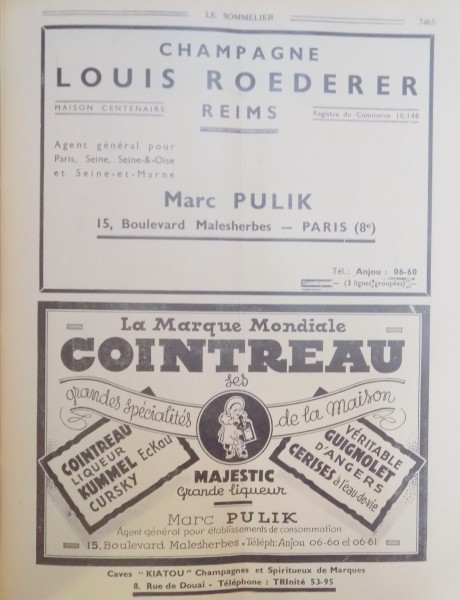 LE SOMMELIER
2465
CHAMPAGNE
LOUIS ROEDERER
MAISON CENTENAIRE
REIMS
Registre du Commerce 10.148
Agent général pour
Paris, Seine, Seine-&-Oise
et Seine-et-Marne
Marc PULIK
15, Boulevard Malesherbes — PARIS (8e)
Tél.: Anjou : 06-60
(2 lignes groupées)
La Marque Mondiale
COINTREAU
ses
grandes spécialités
de la maison
COINTREAU
LIQUEUR
KUMMEL EcKau
CURSKY
VÉRITABLE
GUIGNOLET
D'ANGERS
CERISES à l'eau-de-vie
MAJESTIC
Grande liqueur
Marc PULIK
Agent général pour établissements de consommation
15, Boulevard Malesherbes • Téléph: Anjou 06-60 et 06-61
Caves "KIATOU" Champagnes et Spiritueux de Marques
8, Rue de Douai - Téléphone : TRInité 53-95